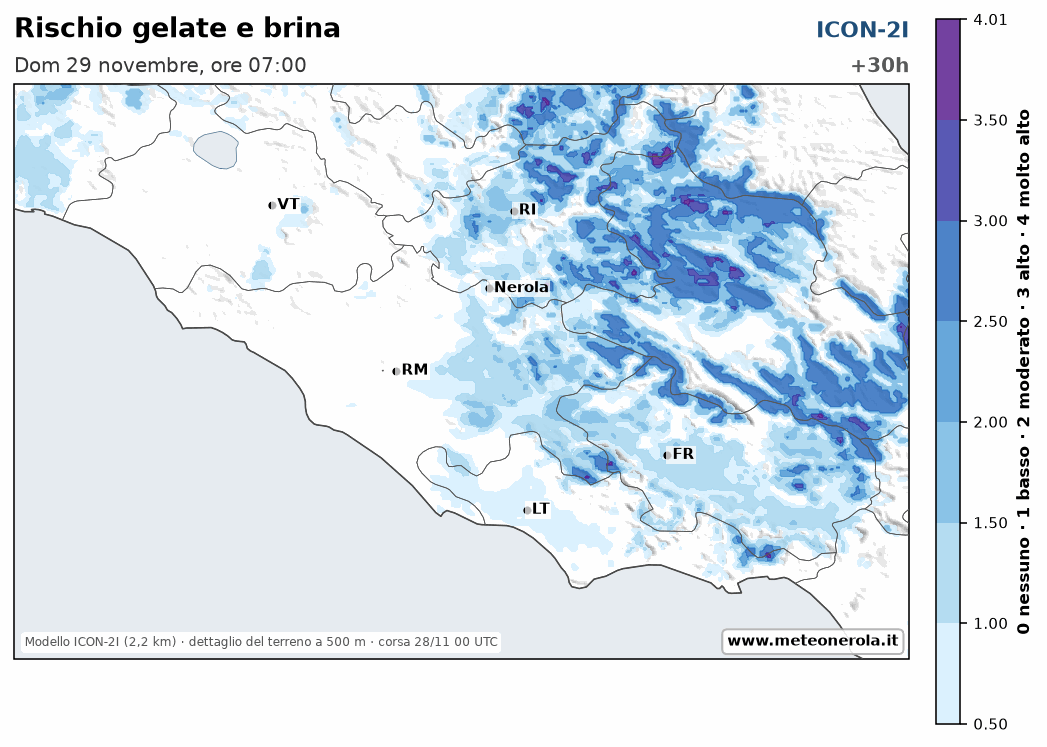 Rischio gelate e brina
ICON-2I
Dom 29 novembre, ore 07:00
+30h
4.01
3.50
3.00
2.50
2.00
1.50
1.00
0.50
0 nessuno · 1 basso · 2 moderato · 3 alto · 4 molto alto
VT
RI
Nerola
RM
FR
LT
Modello ICON-2I (2,2 km) · dettaglio del terreno a 500 m · corsa 28/11 00 UTC
www.meteonerola.it